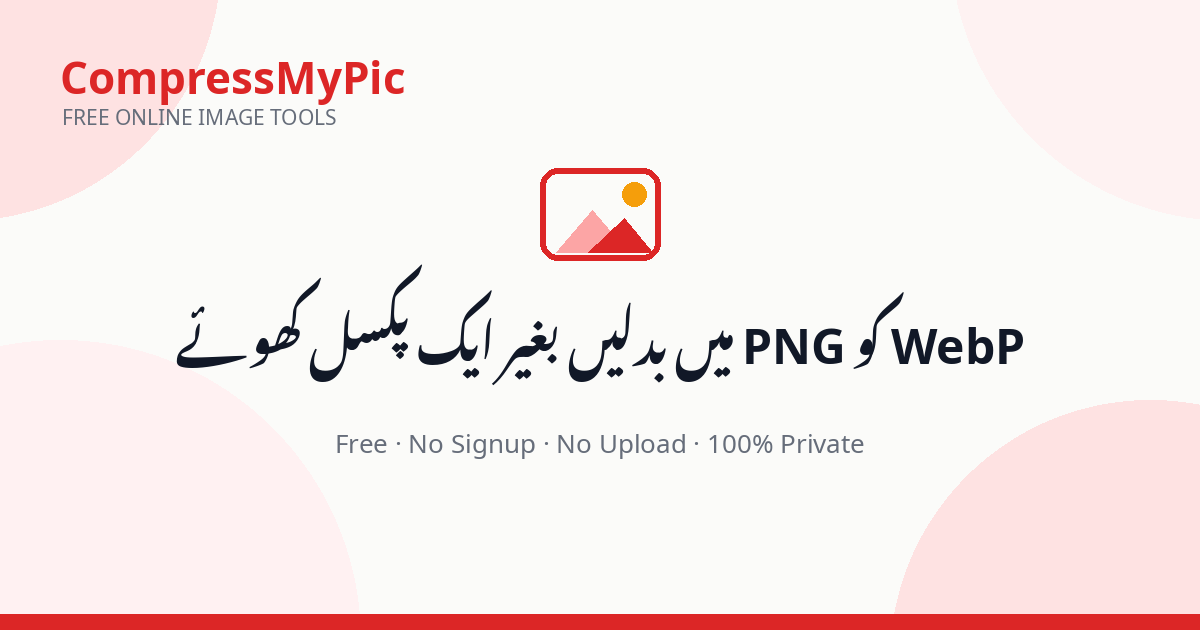 CompressMyPic
FREE ONLINE IMAGE TOOLS
WebP کو PNG میں بدلیں بغیر ایک پکسل کھوئے
Free · No Signup · No Upload · 100% Private